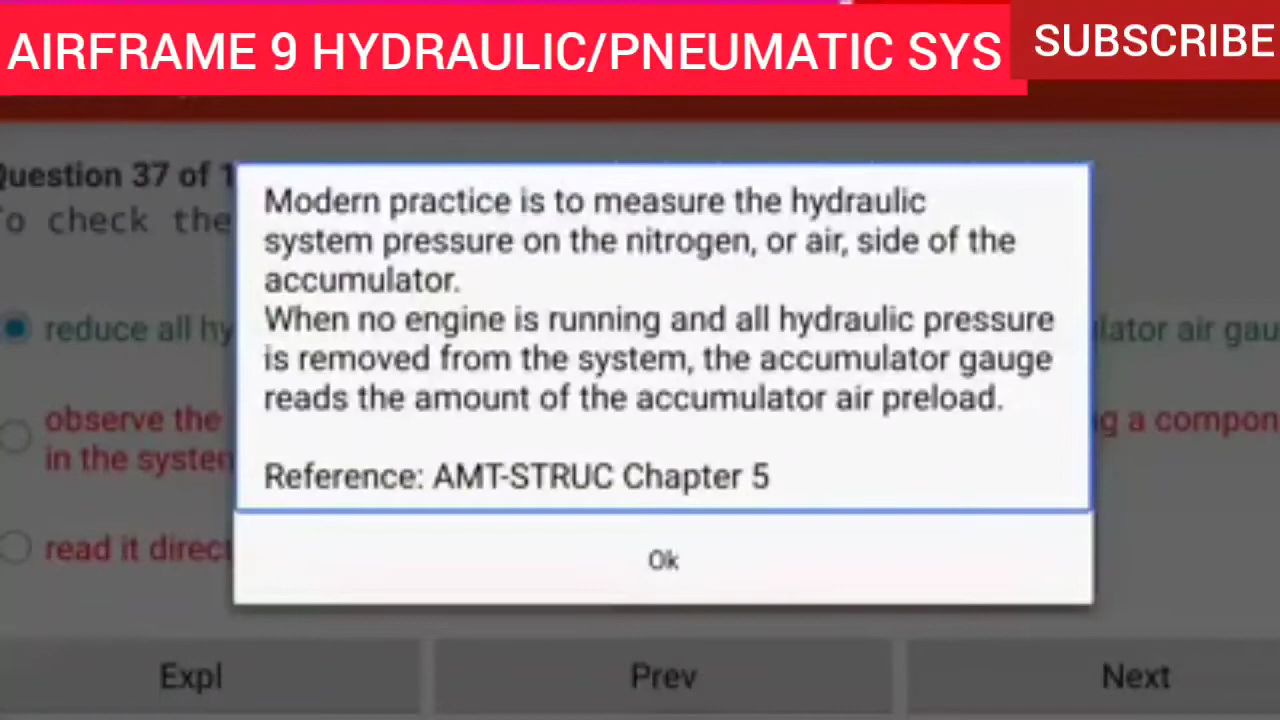 AIRFRAME 9 HYDRAULIC/PNEUMATIC SYS
SUBSCRIBE
Question 37 of 1
To check the
Modern practice is to measure the hydraulic
system pressure on the nitrogen, or air, side of the
accumulator.
When no engine is running and all hydraulic pressure
is removed from the system, the accumulator gauge
reads the amount of the accumulator air preload.
Reference: AMT-STRUC Chapter 5
Ok
reduce all hy
lator air gau
observe the
g a compon
in the system
read it direct
Expl
Prev
Next